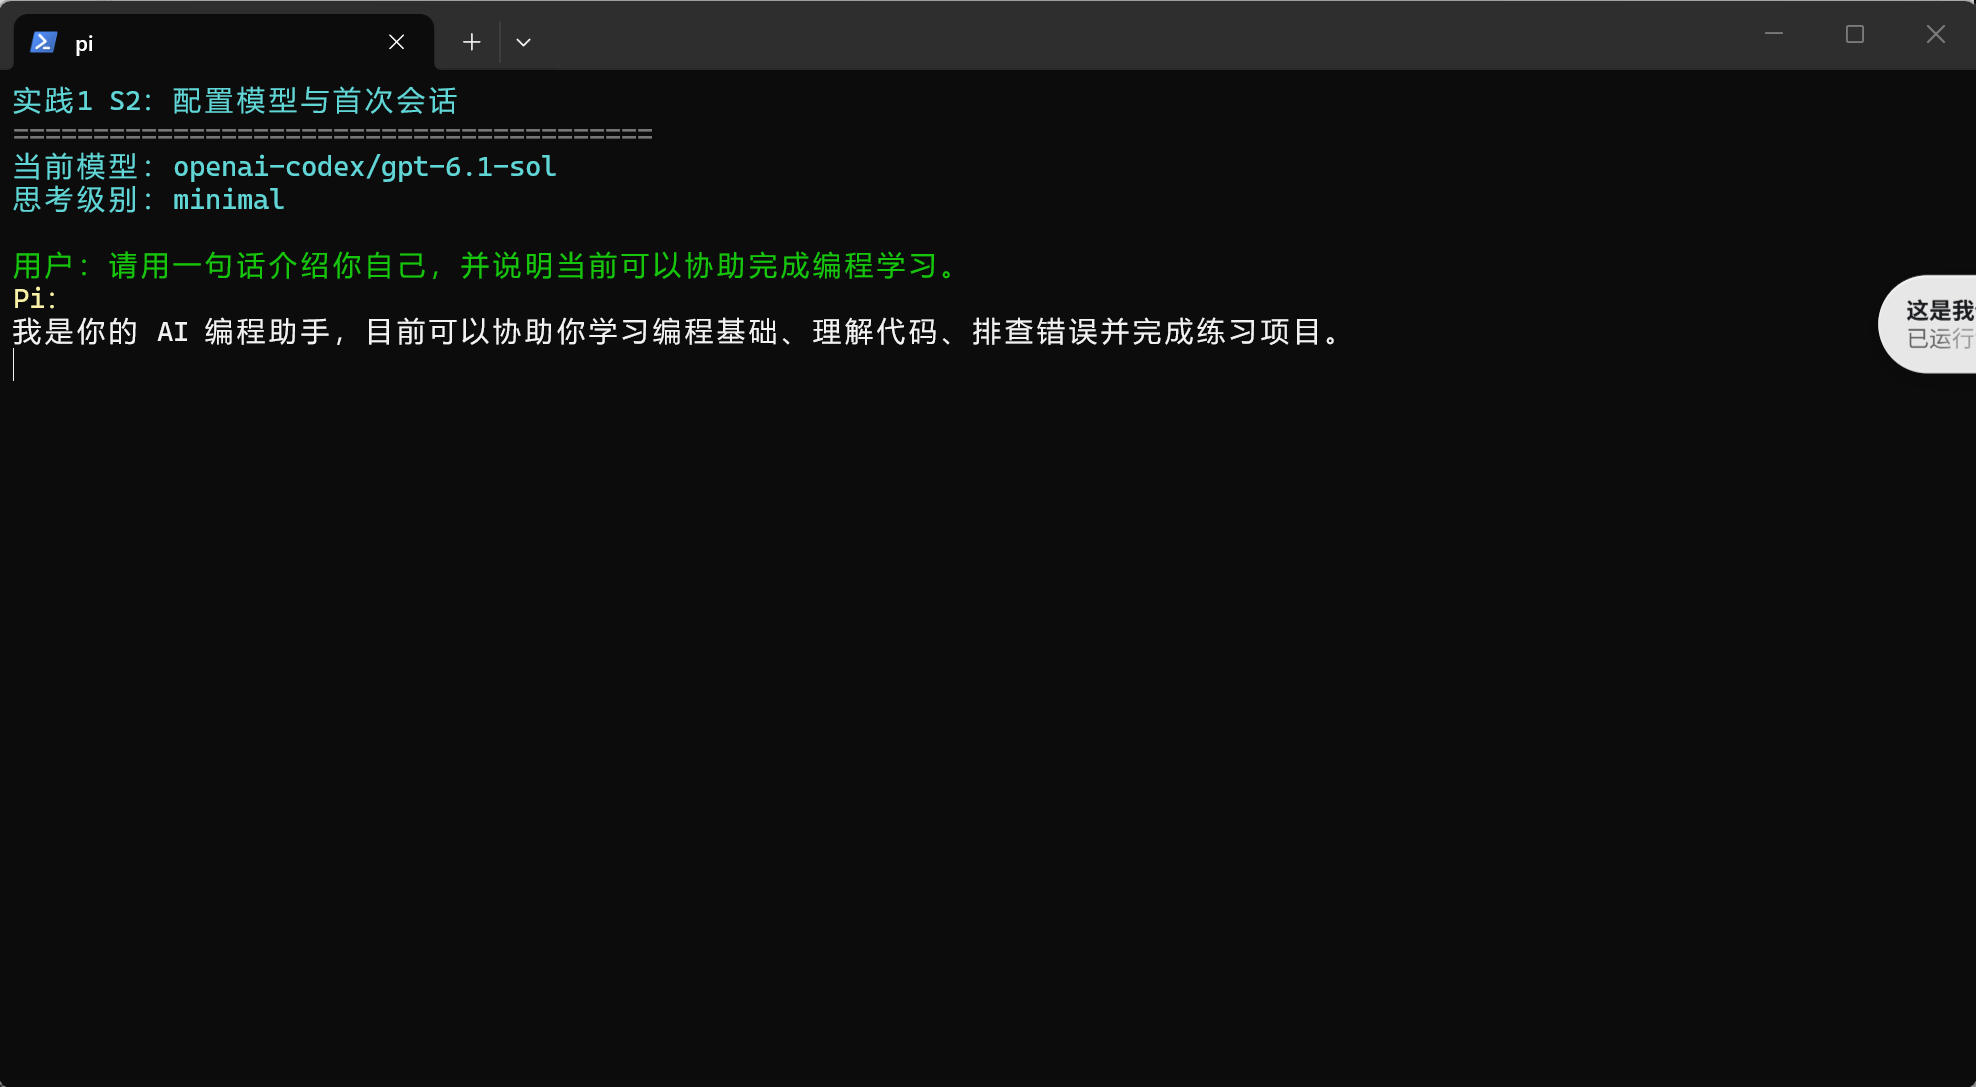 pi
实践1 S2: 配置模型与首次会话
========================================
当前模型: openai-codex/gpt-6.1-sol
思考级别: minimal
用户: 请用一句话介绍你自己, 并说明当前可以协助完成编程学习。
Pi:
我是你的 AI 编程助手, 目前可以协助你学习编程基础、理解代码、排查错误并完成练习项目。
这是我
已运行